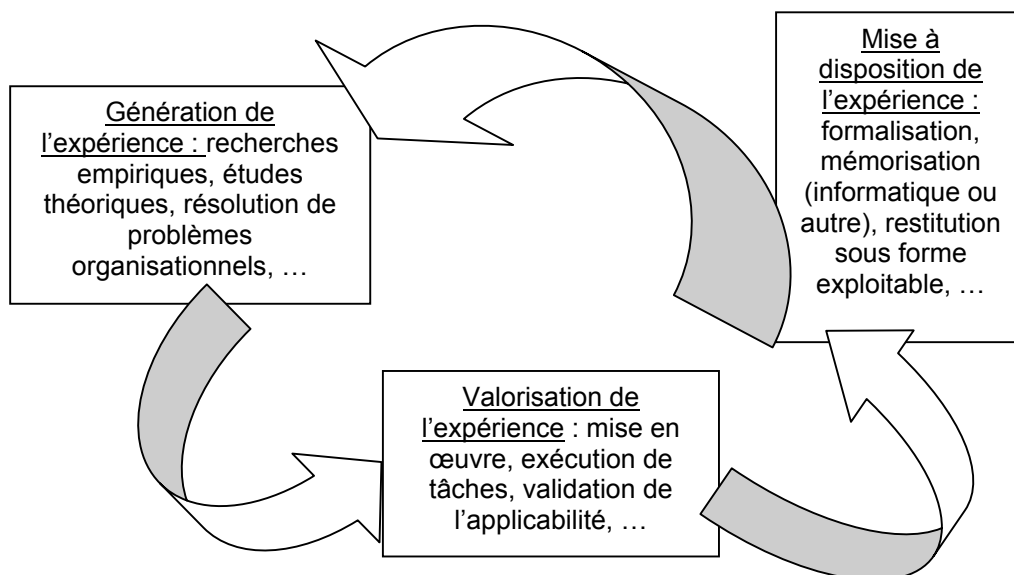 Génération de
l'expérience : recherches
empiriques, études
théoriques, résolution de
problèmes
organisationnels, …
Valorisation de
l'expérience : mise en
œuvre, exécution de
tâches, validation de
l'applicabilité, …
Mise à
disposition de
l'expérience :
formalisation,
mémorisation
(informatique ou
autre), restitution
sous forme
exploitable, …